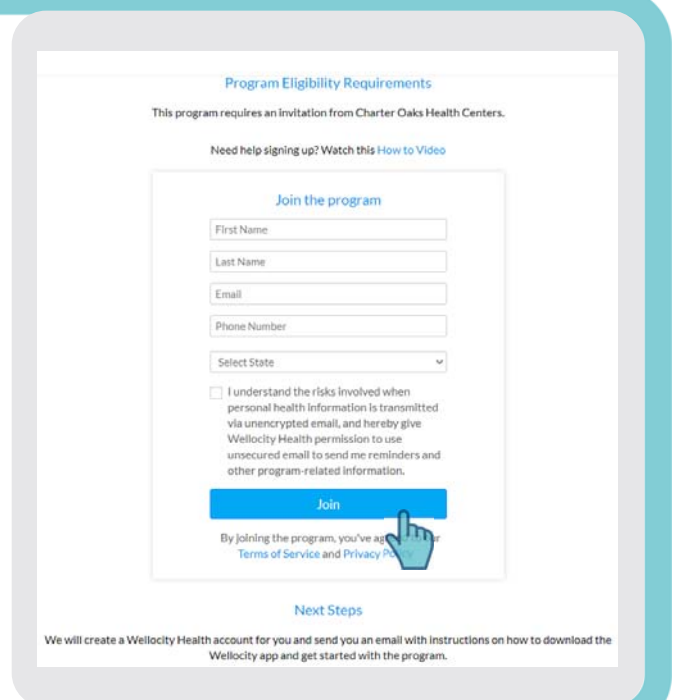 Program Eligibility Requirements
This program requires an invitation from Charter Oaks Health Centers.
Need help signing up? Watch this How to Video
Join the program
First Name
Last Name
Email
Phone Number
Select State
I understand the risks involved when
personal health information is transmitted
via unencrypted email, and hereby give
Wellocity Health permission to use
unsecured email to send me reminders and
other program-related information.
Join
By joining the program, you've
Terms of Service and Privacy
Next Steps
We will create a Wellocity Health account for you and send you an email with instructions on how to download the
Wellocity app and get started with the program.